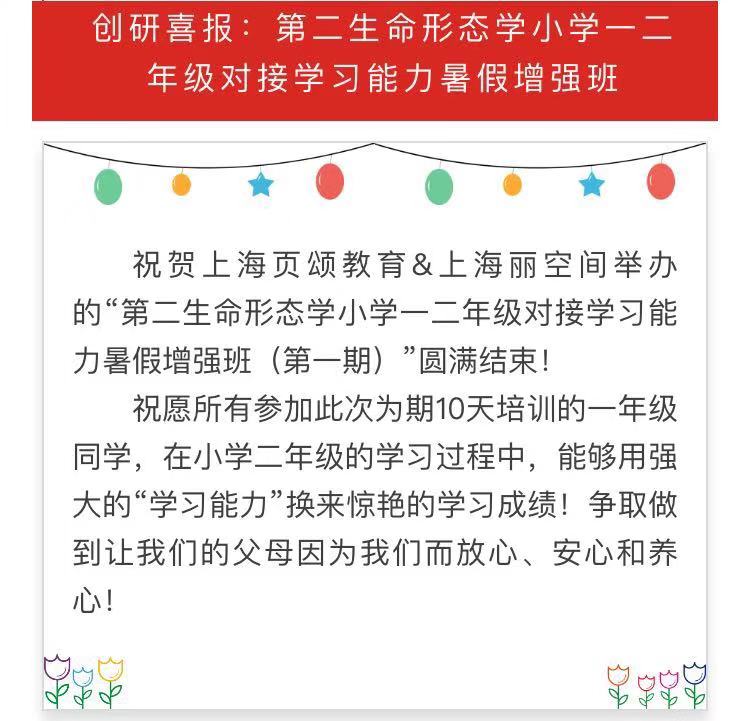 创研喜报：第二生命形态学小学一二
年级对接学习能力暑假增强班
祝贺上海页颂教育&上海丽空间举办
的“第二生命形态学小学一二年级对接学习能
力暑假增强班（第一期）”圆满结束！
祝愿所有参加此次为期10天培训的一年级
同学，在小学二年级的学习过程中，能够用强
大的“学习能力”换来惊艳的学习成绩！争取做
到让我们的父母因为我们而放心、安心和养
心！